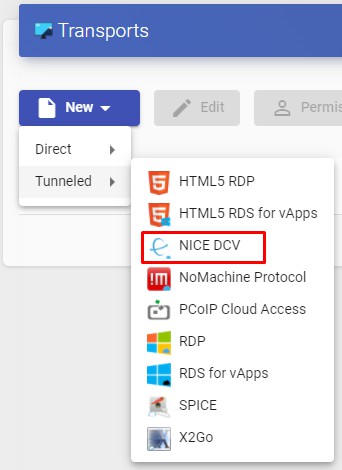 Transports
New
Edit
Permis
Direct
Tunneled
HTML5 RDP
HTML5 RDS for vApps
NICE DCV
NoMachine Protocol
PCoIP Cloud Access
RDP
RDS for vApps
SPICE
X2Go